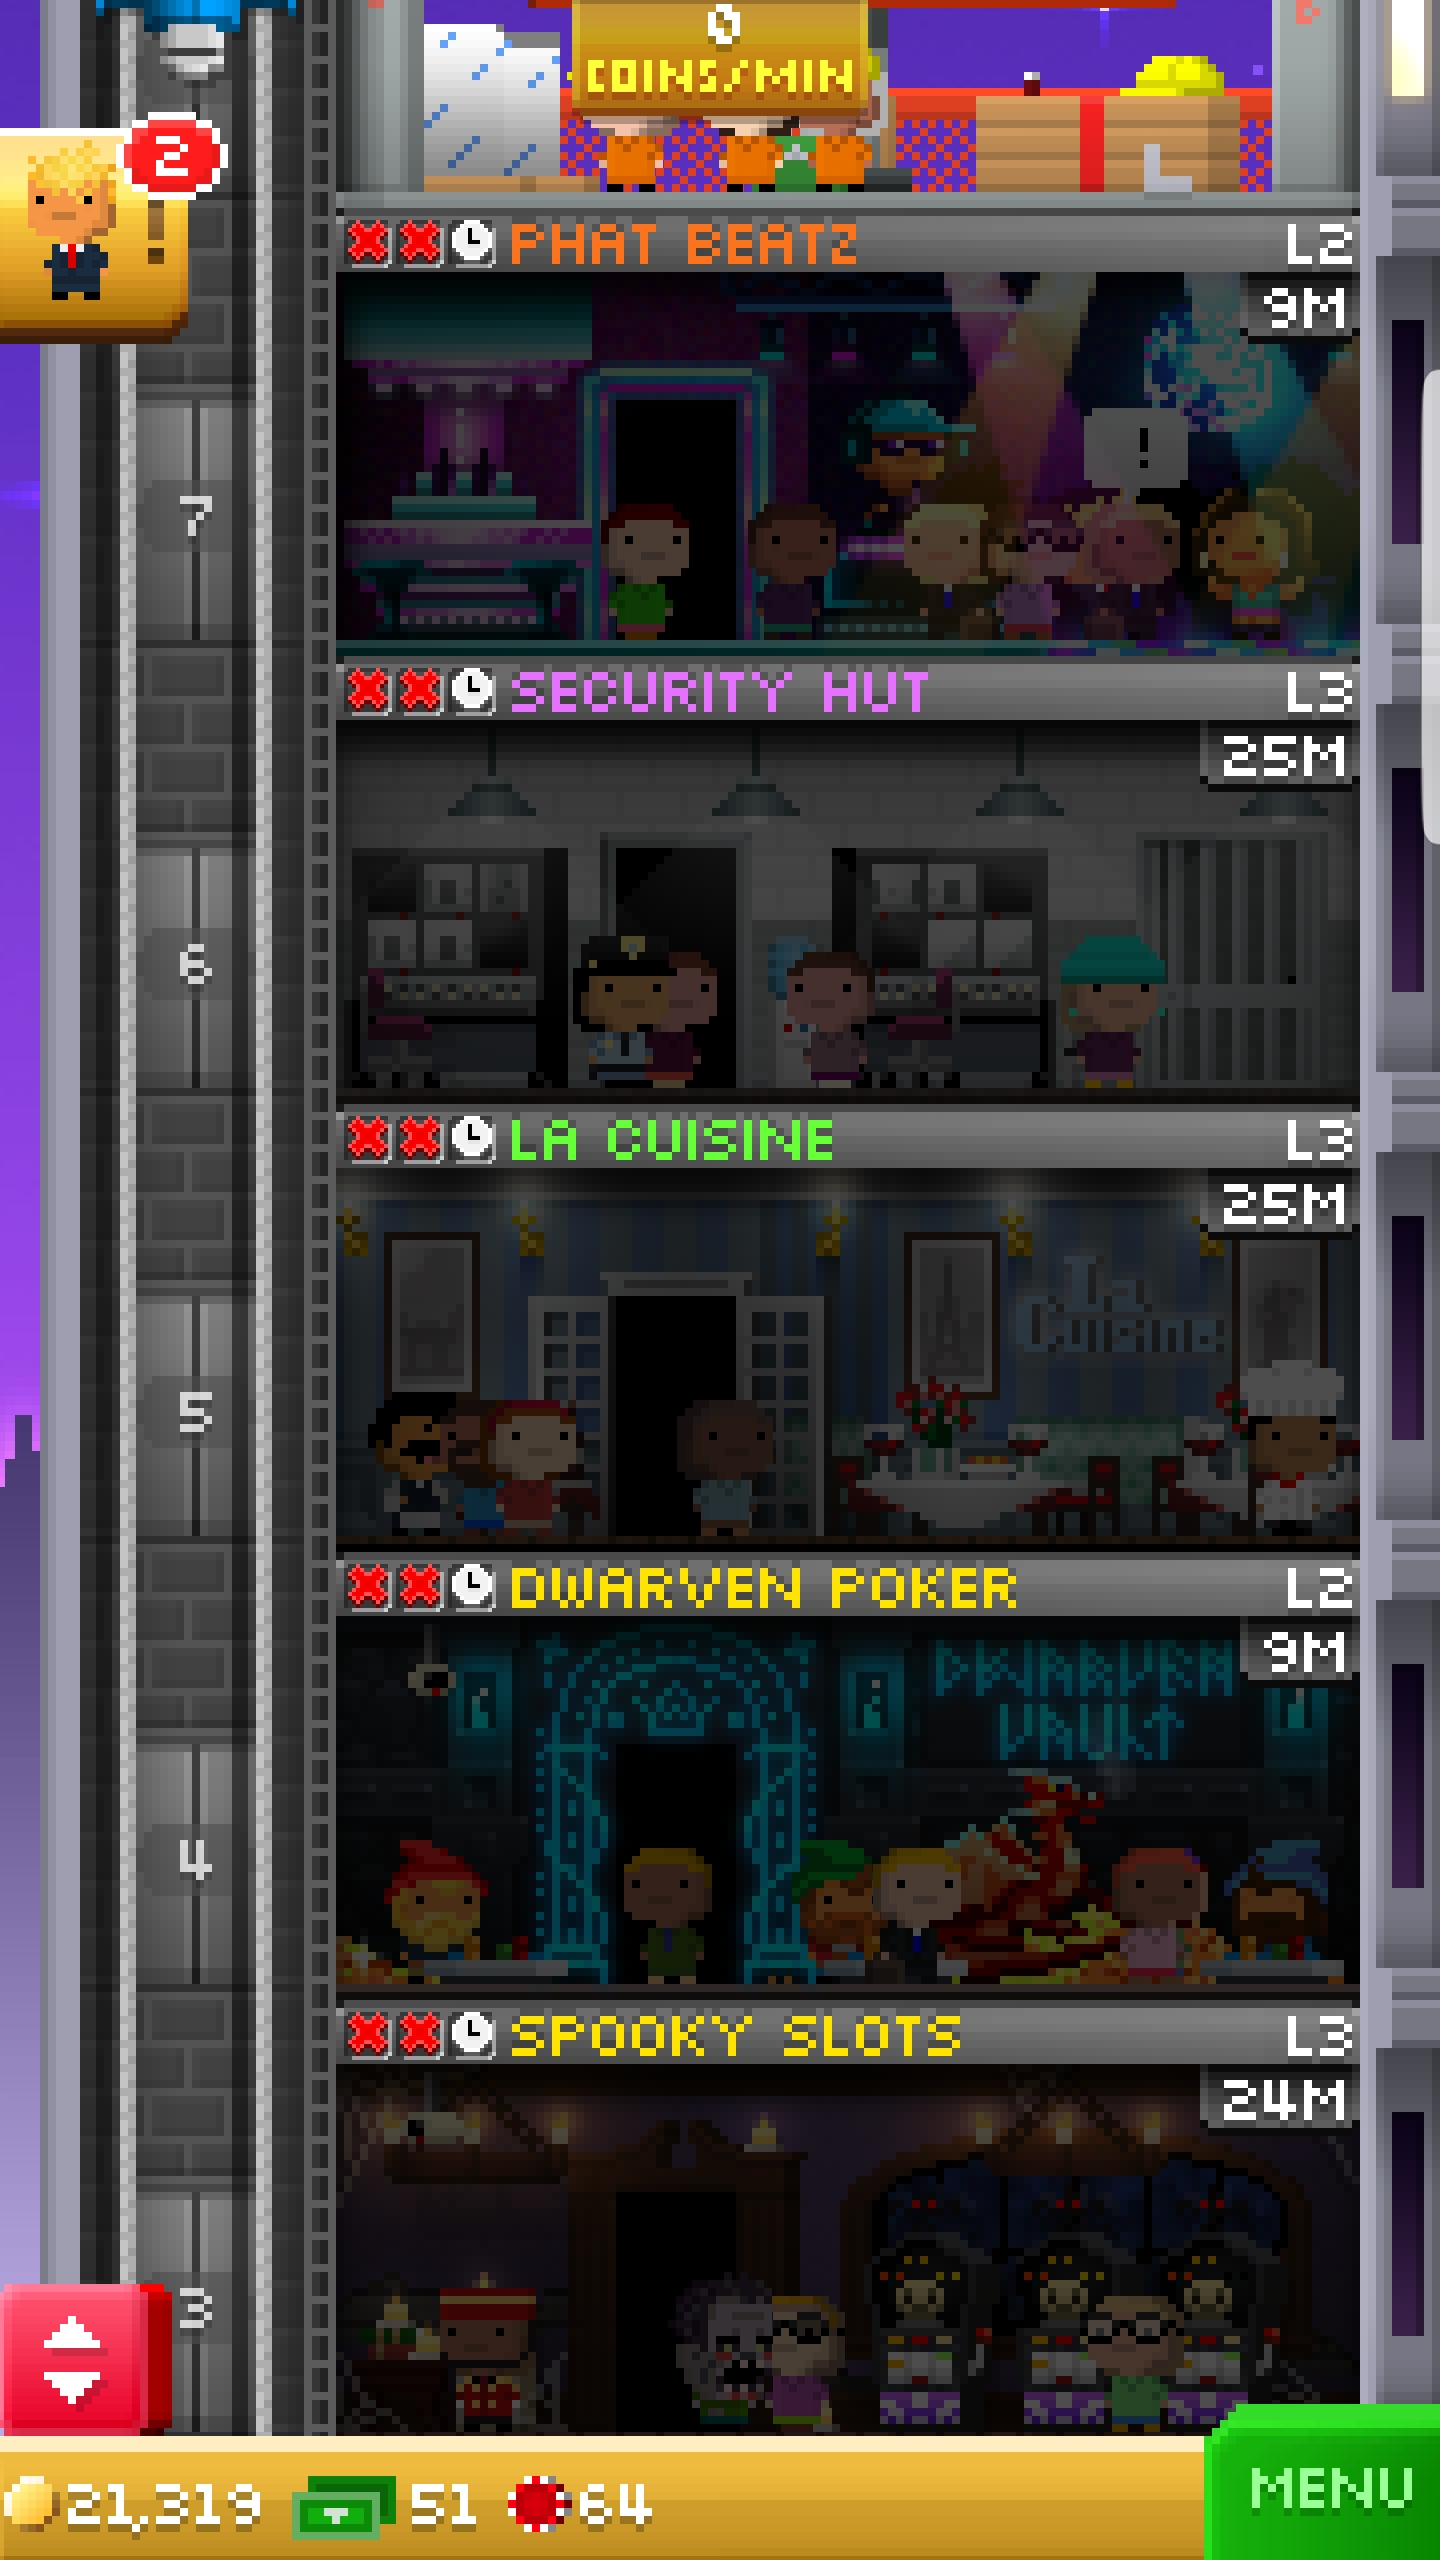 0
COINS/MIN
2
!
PHAT BEATZ L2
9M
!
7
SECURITY HUT L3
25M
6
LA CUISINE L3
25M
La
Cuisine
5
DWARVEN POKER L2
9M
DWARVEN
VAULT
4
SPOOKY SLOTS L3
24M
3
21,319 51 64
MENU